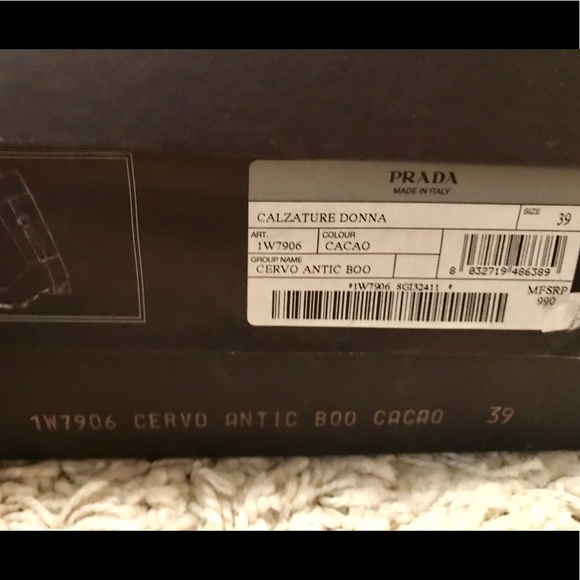 PRADA
MADE IN ITALY
CALZATURE DONNA
SIZE 39
ART. 1W7906
COLOUR CACAO
GROUP NAME
CERVO ANTIC BOO
8 032719 486389
*1W7906 8GI32411 *
MFSRP
990
1W7906 CERVO ANTIC BOO CACAO 39